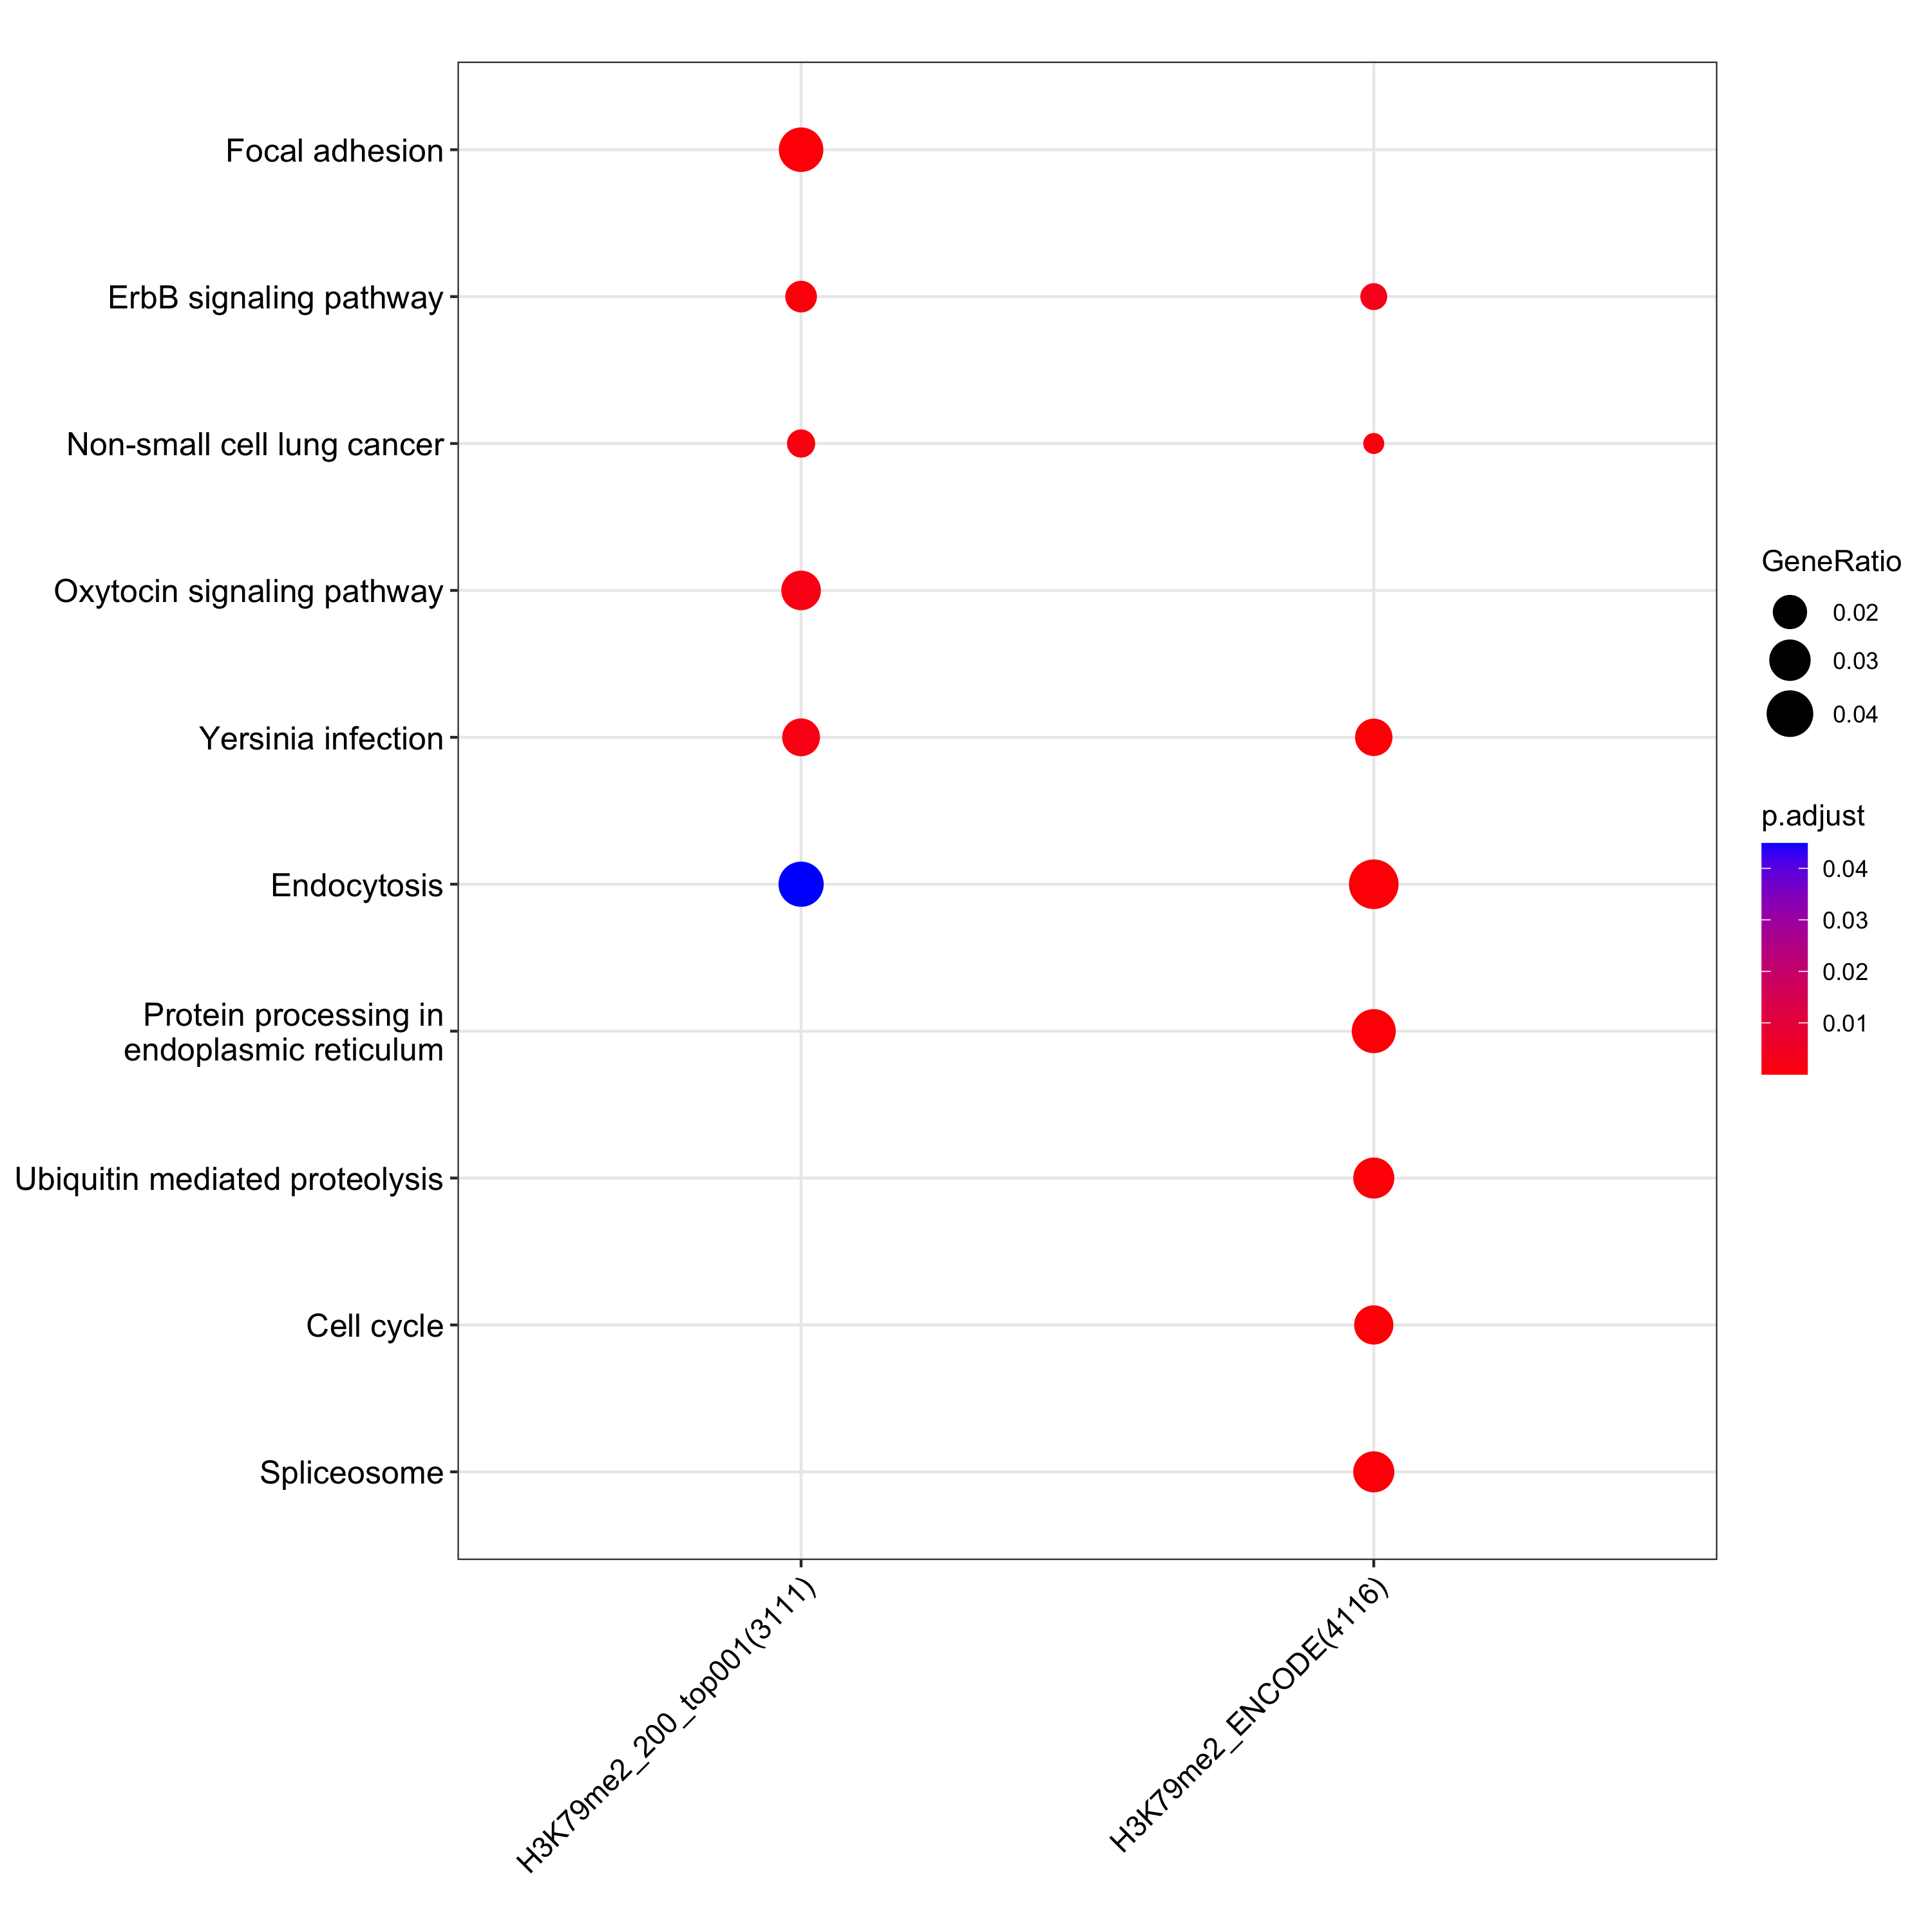 Focal adhesion
ErbB signaling pathway
Non-small cell lung cancer
Oxytocin signaling pathway
Yersinia infection
Endocytosis
Protein processing in
endoplasmic reticulum
Ubiquitin mediated proteolysis
Cell cycle
Spliceosome
H3K79me2_200_top001(3111)
H3K79me2_ENCODE(4116)
GeneRatio
0.02
0.03
0.04
p.adjust
0.04
0.03
0.02
0.01